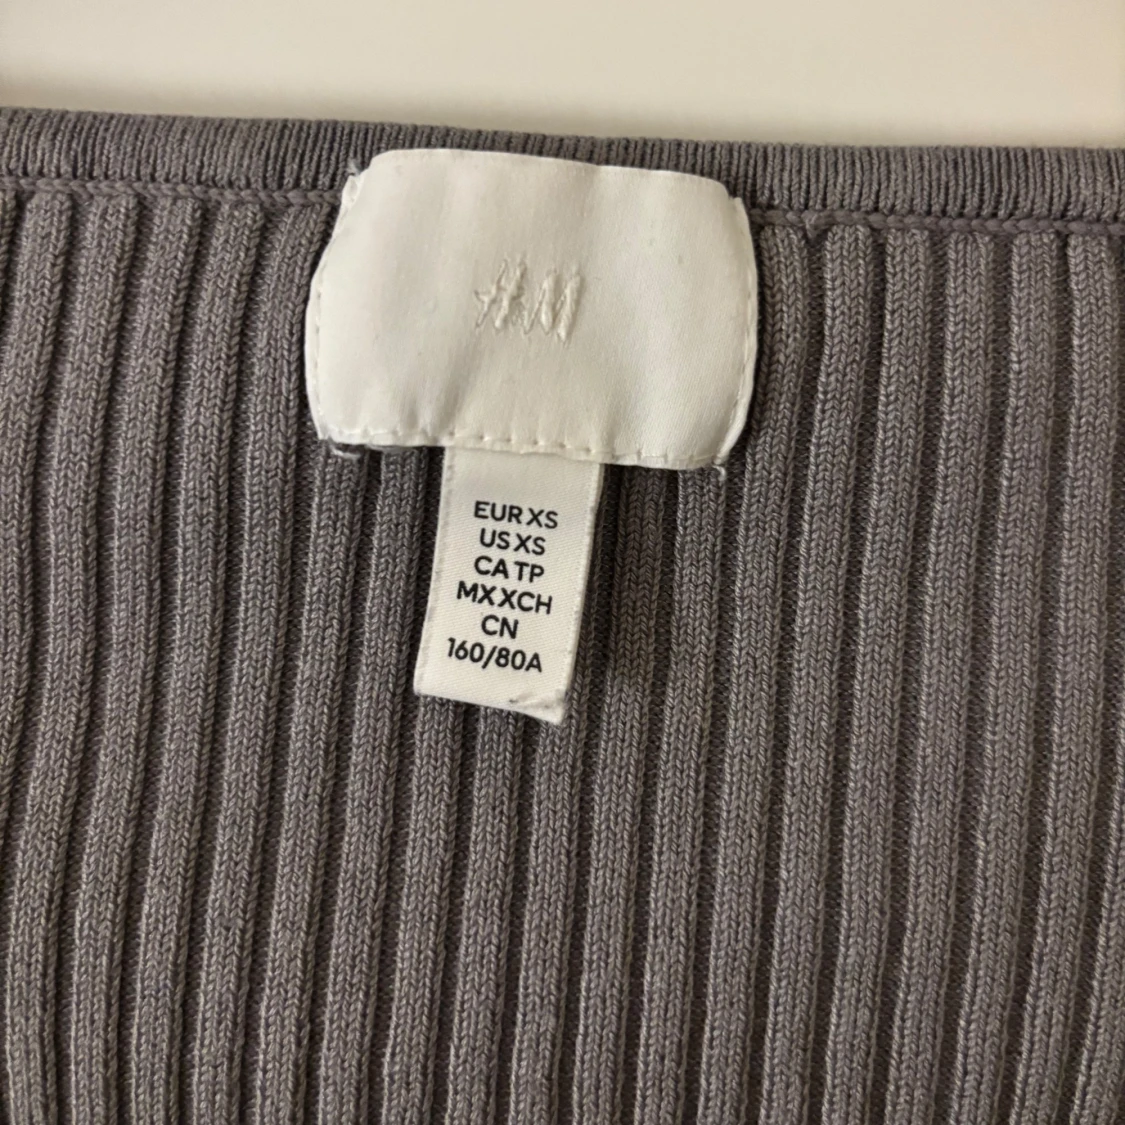 H&M
EUR XS
US XS
CA TP
MX XCH
CN
160/80A